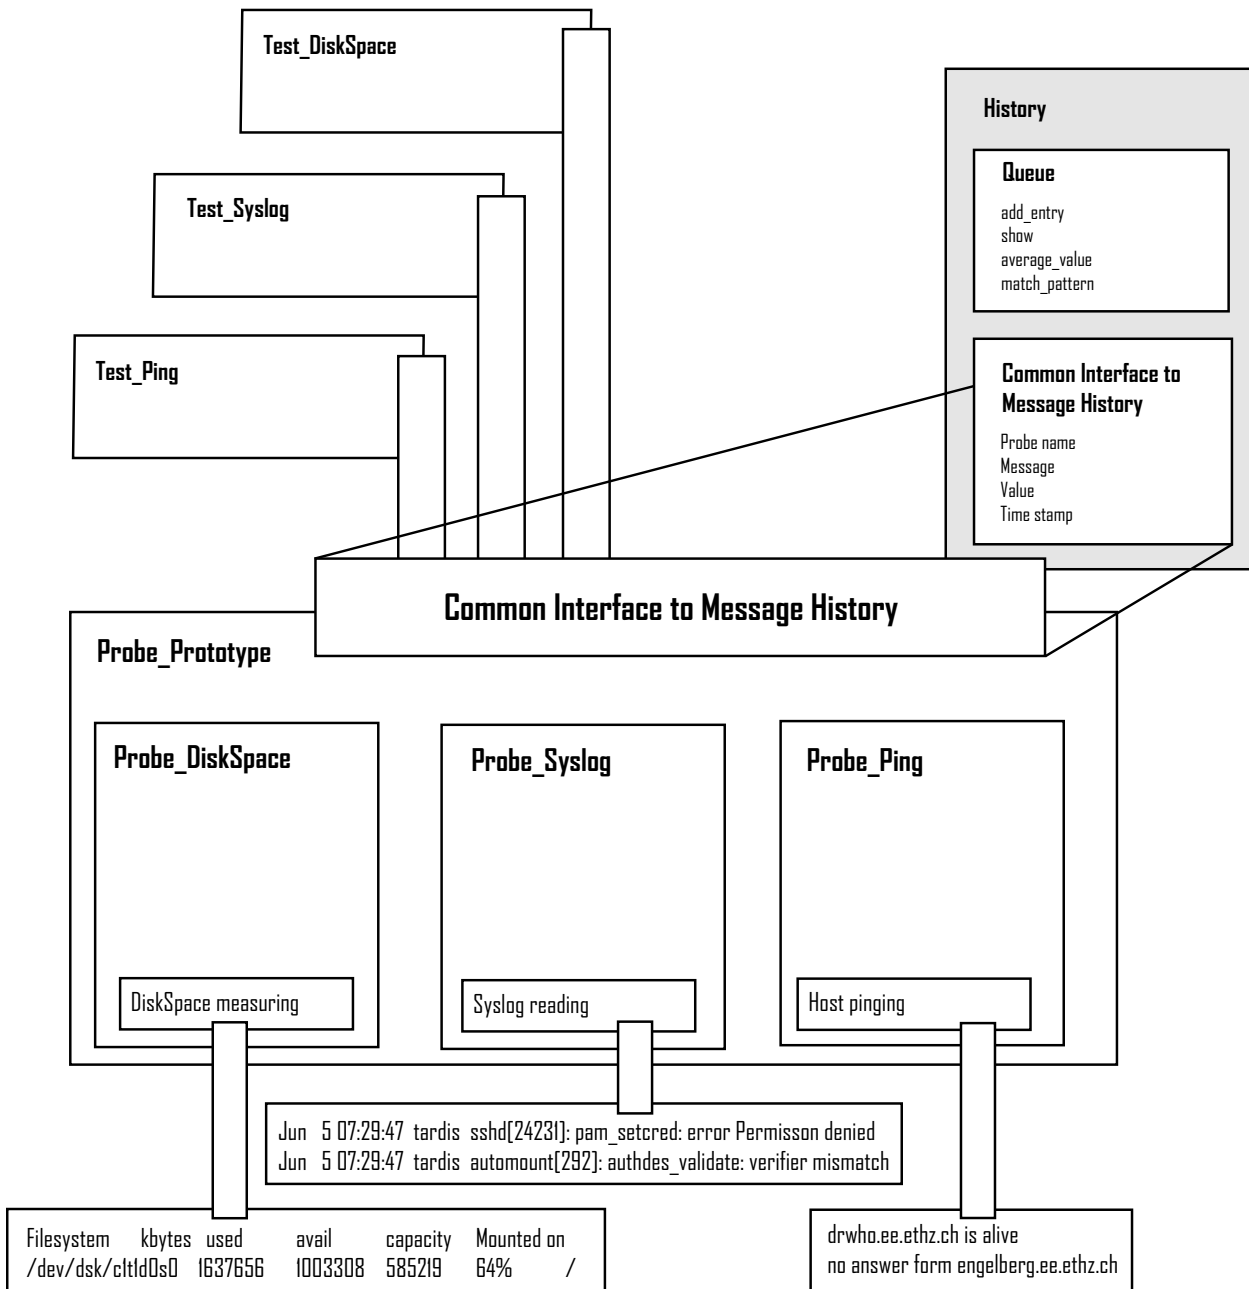 Test_DiskSpace
Test_Syslog
Test_Ping
History
Queue
add_entry
show
average_value
match_pattern
Common Interface to
Message History
Probe name
Message
Value
Time stamp
Common Interface to Message History
Probe_Prototype
Probe_DiskSpace
Probe_Syslog
Probe_Ping
DiskSpace measuring
Syslog reading
Host pinging
Jun 5 07:29:47 tardis sshd[24231]: pam_setcred: error Permisson denied
Jun 5 07:29:47 tardis automount[292]: authdes_validate: verifier mismatch
Filesystem kbytes used avail capacity Mounted on
/dev/dsk/c1t1d0s0 1637656 1003308 585219 64% /
drwho.ee.ethz.ch is alive
no answer form engelberg.ee.ethz.ch